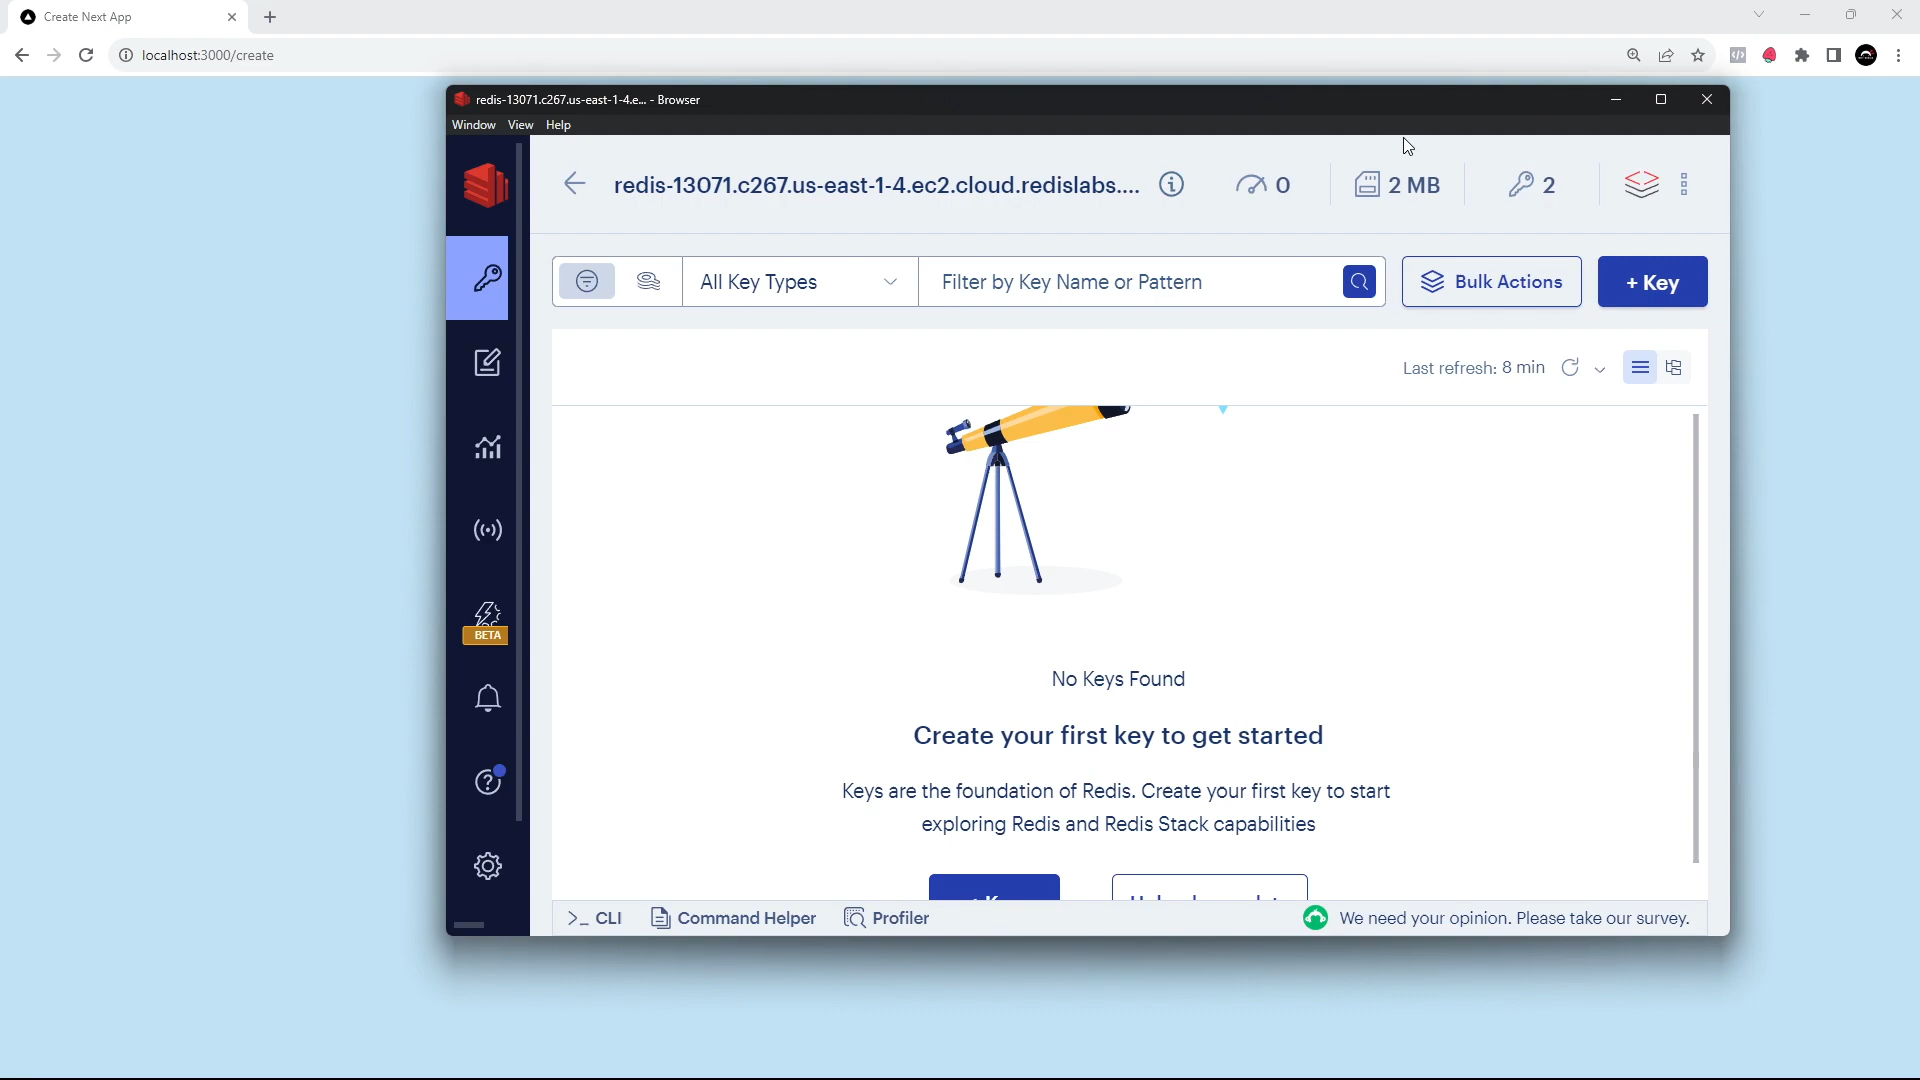 Create Next App
localhost:3000/create
redis-13071.c267.us-east-1-4.e... - Browser
Window View Help
redis-13071.c267.us-east-1-4.ec2.cloud.redislabs.... 0 2 MB 2
All Key Types Filter by Key Name or Pattern Bulk Actions + Key
Last refresh: 8 min
BETA
No Keys Found
Create your first key to get started
Keys are the foundation of Redis. Create your first key to start
exploring Redis and Redis Stack capabilities
>_ CLI Command Helper Profiler We need your opinion. Please take our survey.